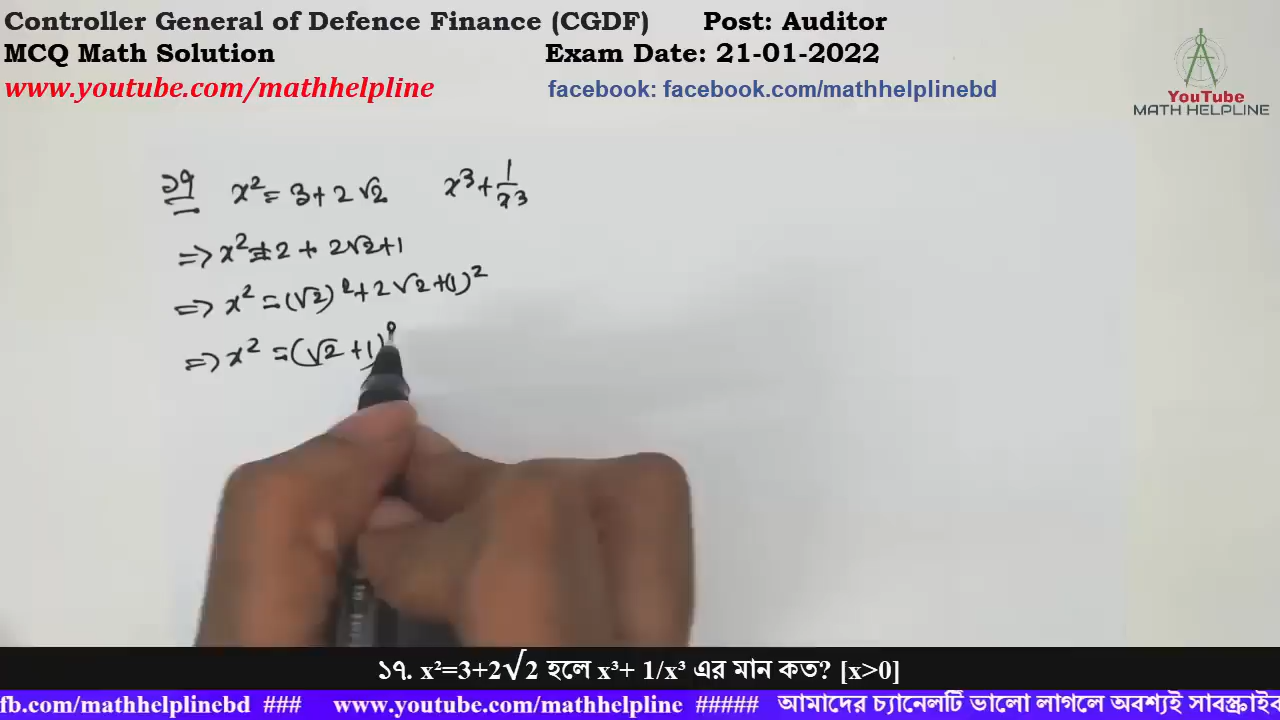 Controller General of Defence Finance (CGDF) Post: Auditor
MCQ Math Solution Exam Date: 21-01-2022
www.youtube.com/mathhelpline facebook: facebook.com/mathhelplinebd
YouTube
MATH HELPLINE
১৭ x² = 3+2√2 x³+1/x³
=> x² = 2 + 2√2+1
=> x² = (√2)²+2√2+(1)²
=> x² = (√2+1)
১৭. x²=3+2√2 হলে x³+ 1/x³ এর মান কত? [x>0]
fb.com/mathhelplinebd ### www.youtube.com/mathhelpline ##### আমাদের চ্যানেলটি ভালো লাগলে অবশ্যই সাবস্ক্রাইব